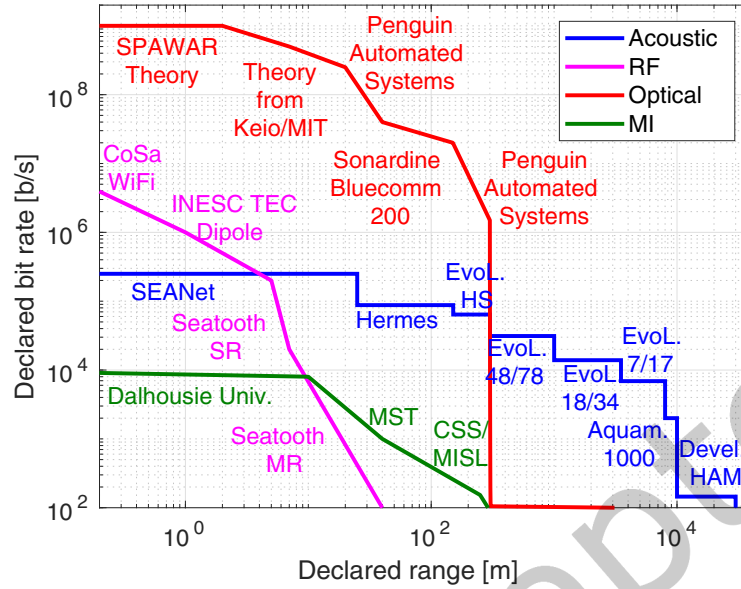 SPAWAR
Theory
Theory
from
Keio/MIT
Penguin
Automated
Systems
Acoustic
RF
Optical
MI
CoSa
WiFi
INESC TEC
Dipole
Sonardine
Bluecomm
200
Penguin
Automated
Systems
SEANet
Hermes
EvoL.
HS
Seatooth
SR
EvoL.
48/78
EvoL.
18/34
EvoL.
7/17
Dalhousie Univ.
Seatooth
MR
MST
CSS/
MISL
Aquam.
1000
Devel
HAM
10^8
10^6
10^4
10^2
10^0
10^2
10^4
Declared bit rate [b/s]
Declared range [m]